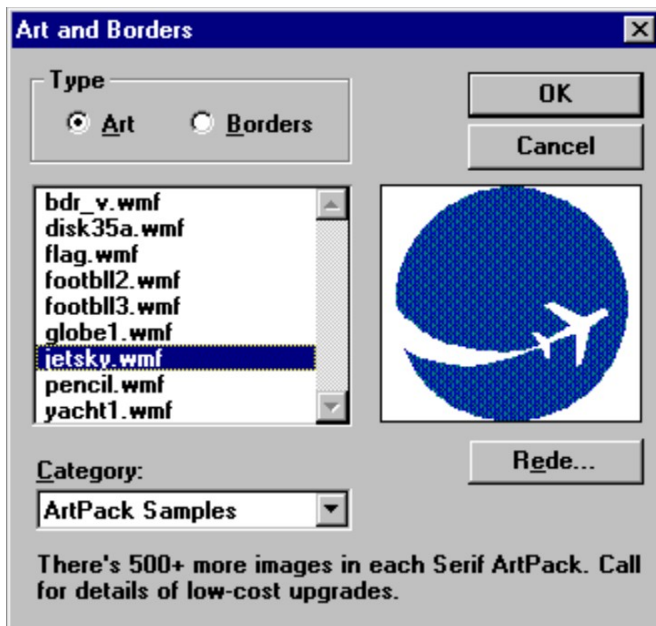 Art and Borders
Type
Art
Borders
OK
Cancel
bdr_v.wmf
disk35a.wmf
flag.wmf
footbll2.wmf
footbll3.wmf
globe1.wmf
jetsky.wmf
pencil.wmf
yacht1.wmf
Category:
ArtPack Samples
Rede...
There's 500+ more images in each Serif ArtPack. Call
for details of low-cost upgrades.